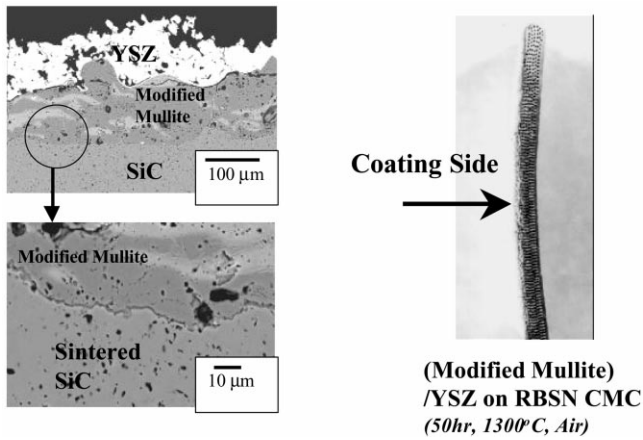 YSZ
Modified
Mullite
SiC
100 μm
Modified Mullite
Sintered
SiC
10 μm
Coating Side
(Modified Mullite)
/YSZ on RBSN CMC
(50hr, 1300°C, Air)